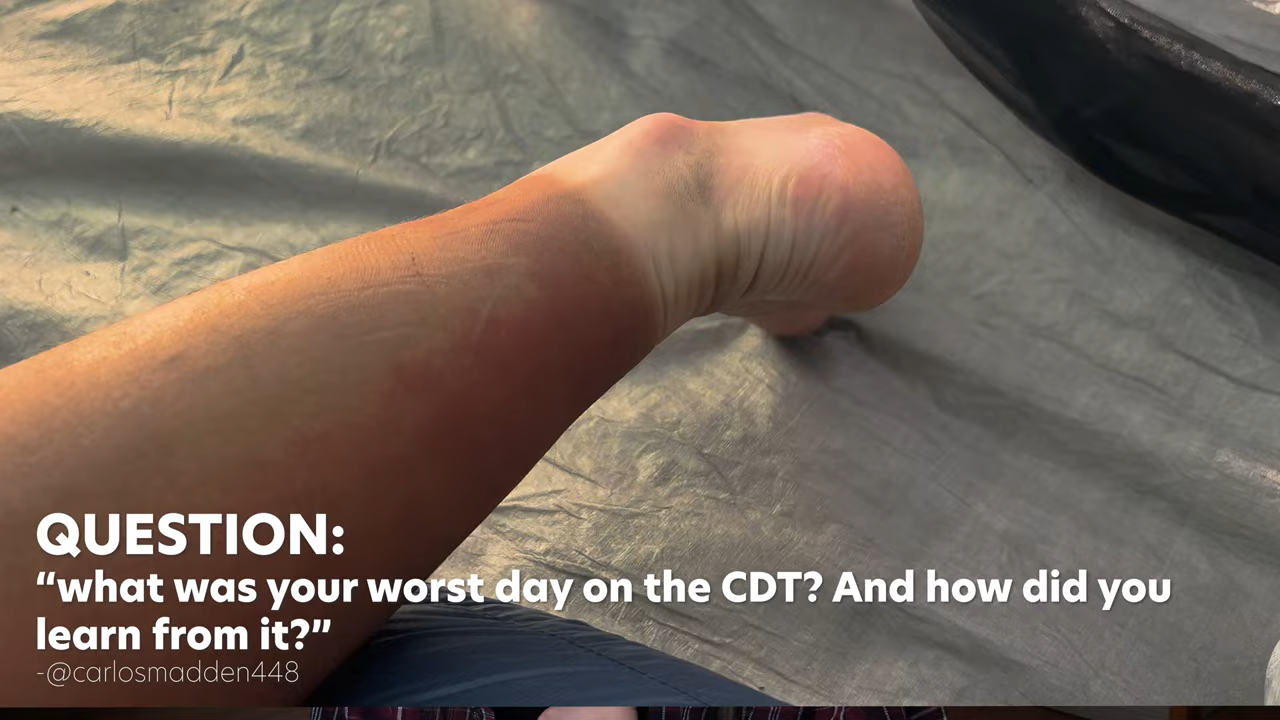 QUESTION:
“what was your worst day on the CDT? And how did you
learn from it?”
-@carlosmadden448